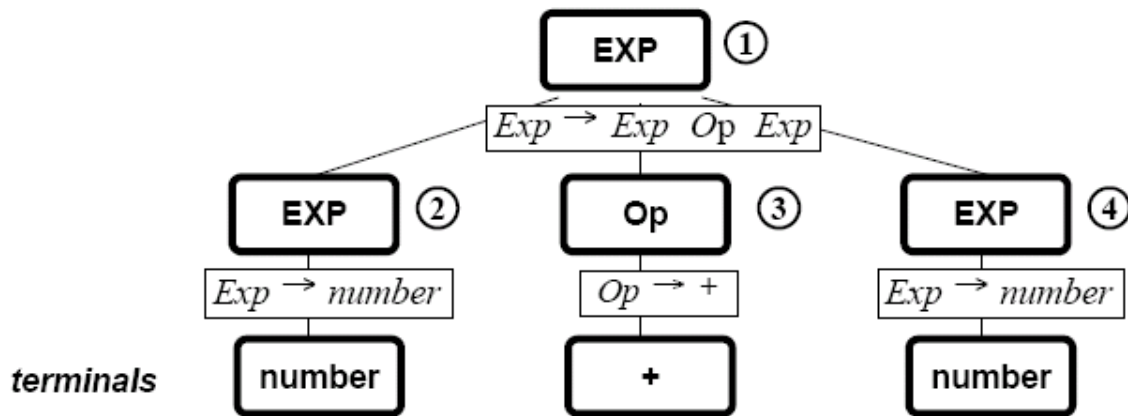 EXP ①
Exp → Exp Op Exp
EXP ② Op ③ EXP ④
Exp → number Op → + Exp → number
terminals number + number